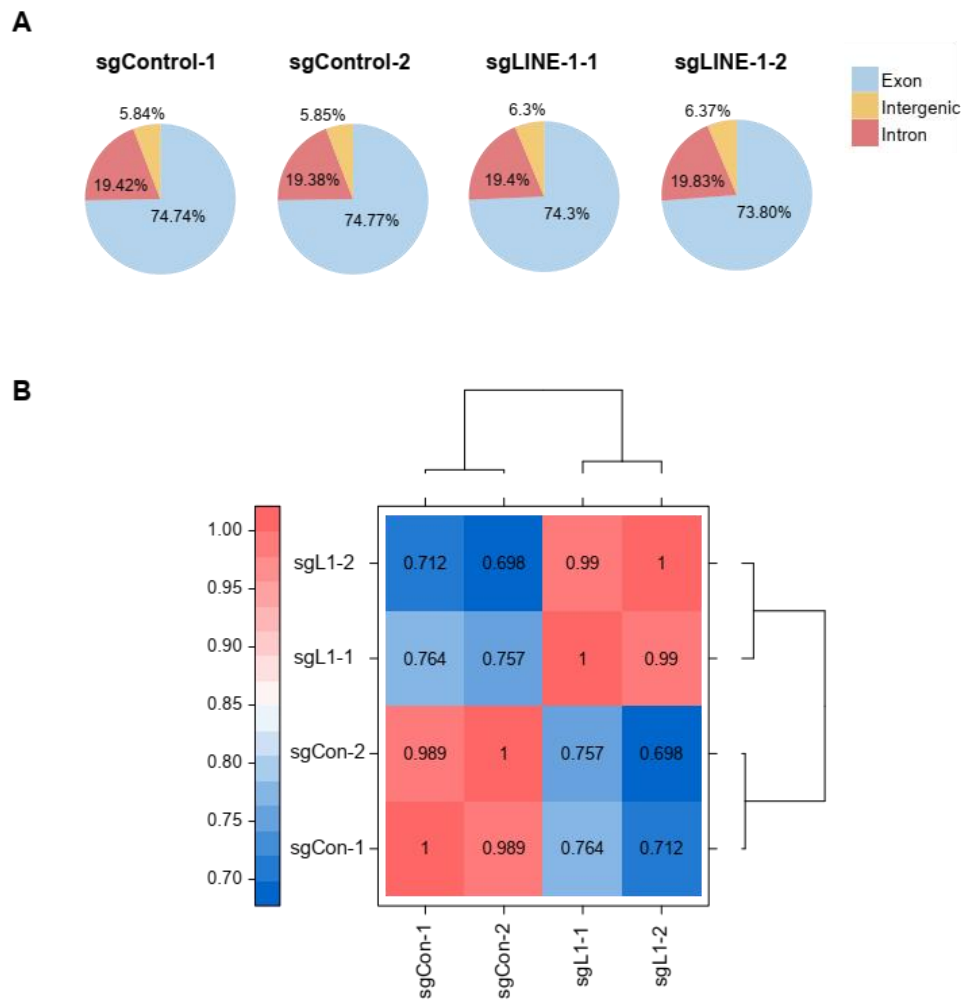 A
sgControl-1 sgControl-2 sgLINE-1-1 sgLINE-1-2
Exon
Intergenic
Intron
5.84% 5.85% 6.3% 6.37%
19.42% 19.38% 19.4% 19.83%
74.74% 74.77% 74.3% 73.80%
B
1.00
0.95
0.90
0.85
0.80
0.75
0.70
sgL1-2 0.712 0.698 0.99 1
sgL1-1 0.764 0.757 1 0.99
sgCon-2 0.989 1 0.757 0.698
sgCon-1 1 0.989 0.764 0.712
sgCon-1 sgCon-2 sgL1-1 sgL1-2